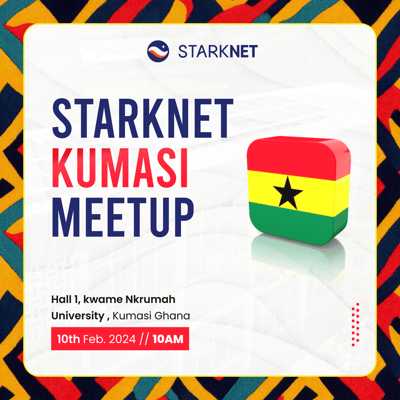 STARKNET
STARKNET
KUMASI
MEETUP
Hall 1, kwame Nkrumah
University , Kumasi Ghana
10th Feb. 2024 // 10AM